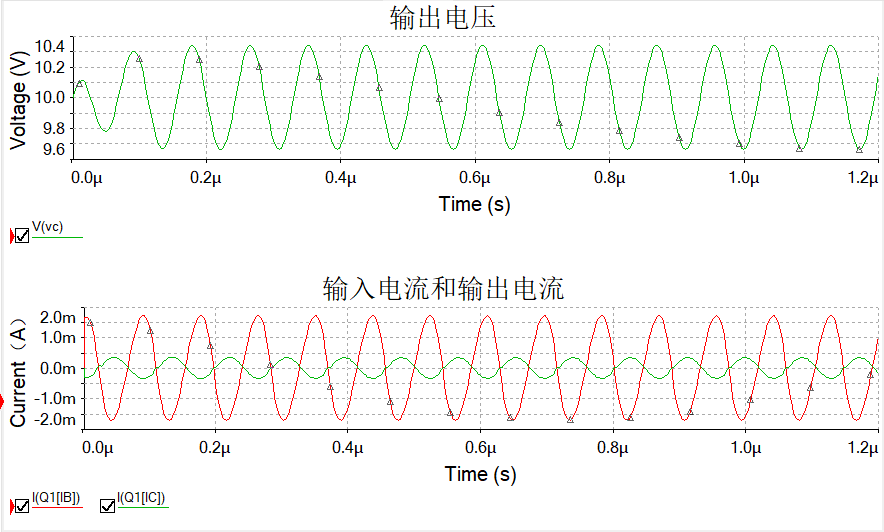 输出电压
Voltage (V)
10.4
10.2
10.0
9.8
9.6
0.0μ 0.2μ 0.4μ 0.6μ 0.8μ 1.0μ 1.2μ
Time (s)
V(vc)
输入电流和输出电流
Current（A）
2.0m
1.0m
0.0m
-1.0m
-2.0m
0.0μ 0.2μ 0.4μ 0.6μ 0.8μ 1.0μ 1.2μ
Time (s)
I(Q1[IB]) I(Q1[IC])